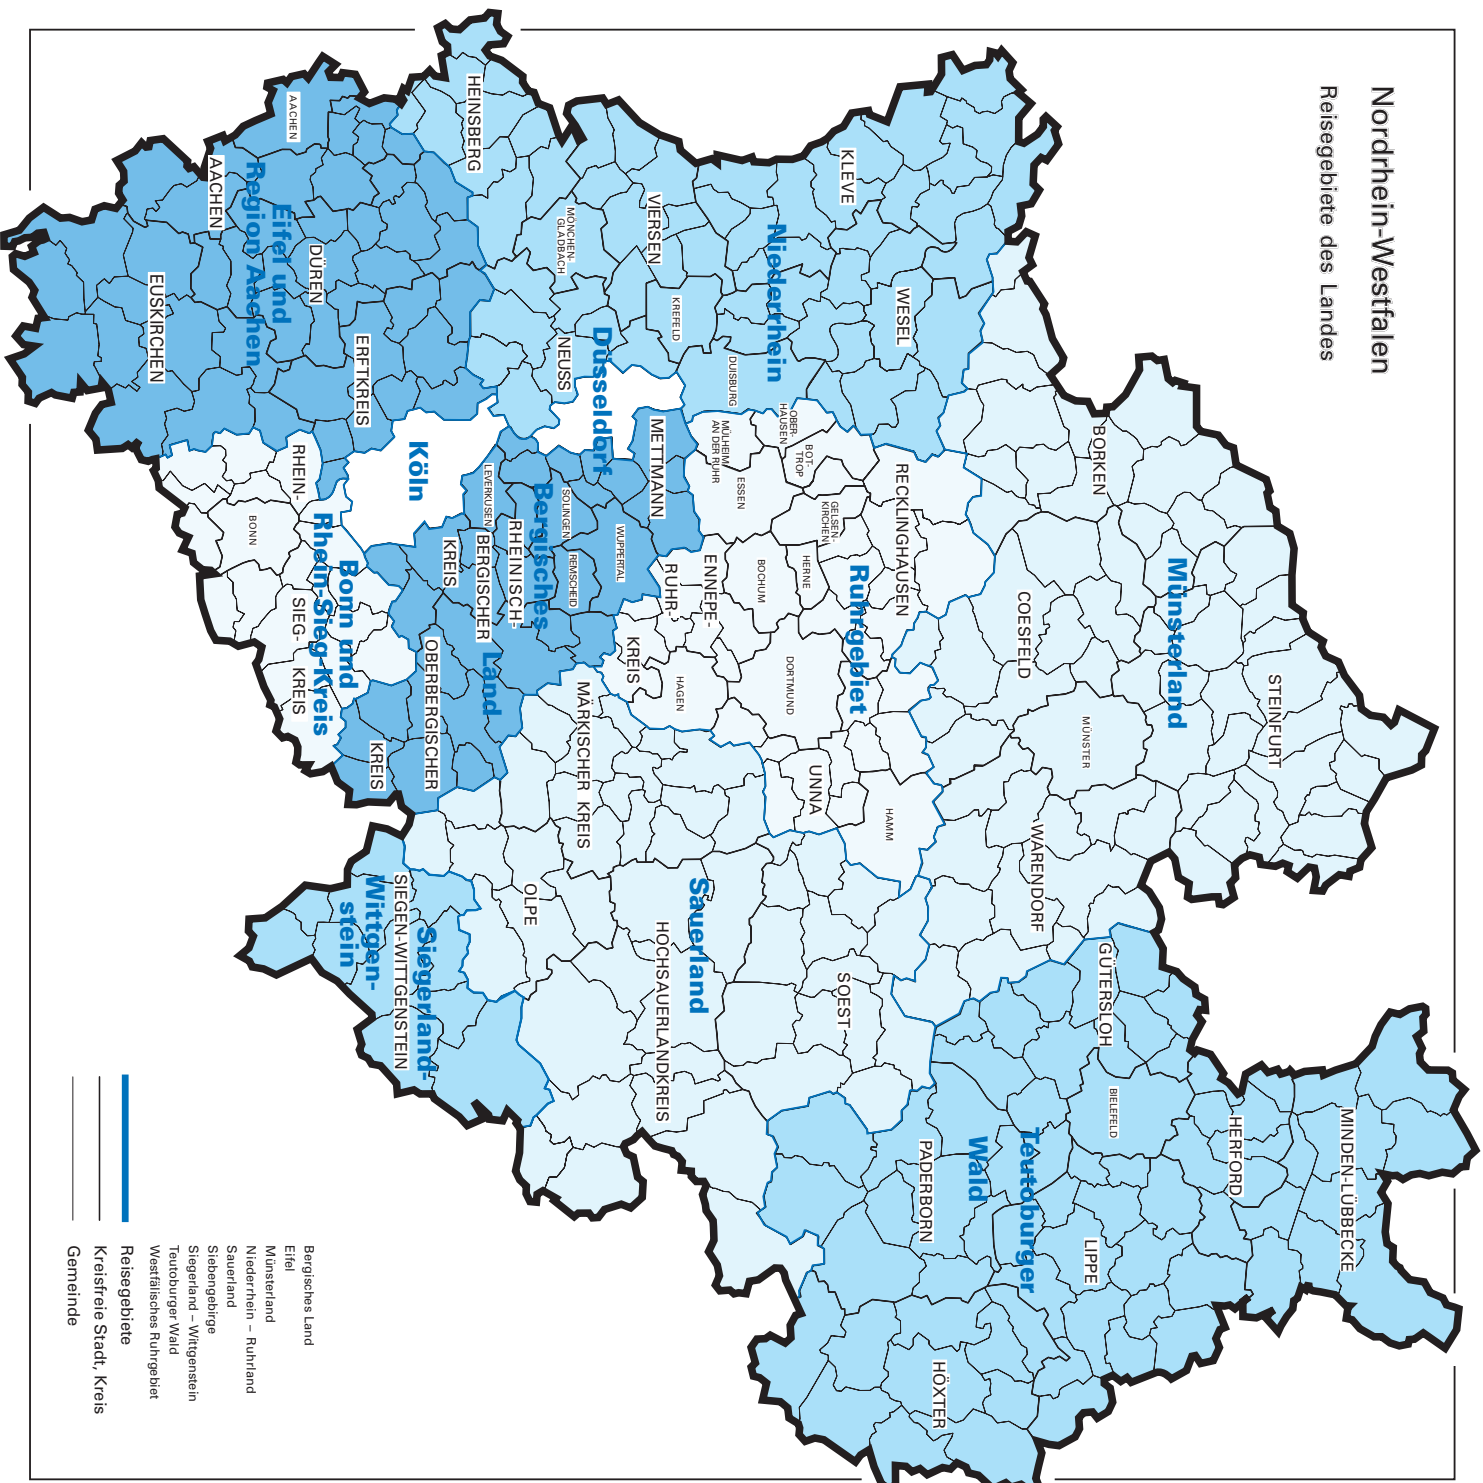 Nordrhein-Westfalen
Reisegebiete des Landes
MINDEN-LÜBBECKE
STEINFURT
HERFORD
Münsterland
BORKEN
MÜNSTER
GÜTERSLOH
BIELEFELD
LIPPE
COESFELD
WARENDORF
Teutoburger
Wald
PADERBORN
HÖXTER
KLEVE
WESEL
RECKLINGHAUSEN
HAMM
Niederrhein
Ruhrgebiet
SOEST
OBER-
HAUSEN
BOT-
TROP
GELSEN-
KIRCHEN
HERNE
UNNA
DUISBURG
MÜLHEIM
AN DER RUHR
ESSEN
BOCHUM
DORTMUND
VIERSEN
KREFELD
METTMANN
ENNEPE-
RUHR-
KREIS
HAGEN
Sauerland
HOCHSAUERLANDKREIS
Düsseldorf
MÖNCHEN-
GLADBACH
NEUSS
WUPPERTAL
SOLINGEN
REMSCHEID
MÄRKISCHER KREIS
Bergisches
Land
HEINSBERG
LEVERKUSEN
RHEINISCH-
BERGISCHER
KREIS
OLPE
Köln
OBERBERGISCHER
KREIS
Siegerland-
Wittgen-
stein
SIEGEN-WITTGENSTEIN
ERFTKREIS
DÜREN
AACHEN
Eifel und
Region Aachen
AACHEN
EUSKIRCHEN
Bonn und
Rhein-Sieg-Kreis
RHEIN-
SIEG-
KREIS
BONN
Bergisches Land
Eifel
Münsterland
Niederrhein – Ruhrland
Sauerland
Siebengebirge
Siegerland – Wittgenstein
Teutoburger Wald
Westfälisches Ruhrgebiet
Reisegebiete
Kreisfreie Stadt, Kreis
Gemeinde